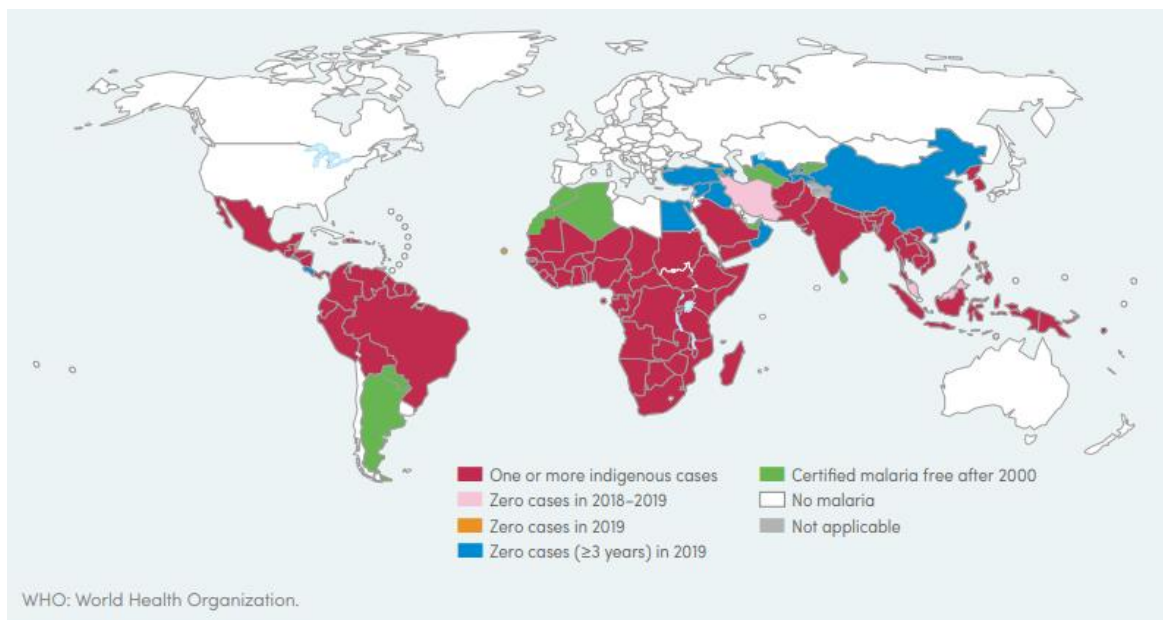 One or more indigenous cases
Zero cases in 2018–2019
Zero cases in 2019
Zero cases (≥3 years) in 2019
Certified malaria free after 2000
No malaria
Not applicable
WHO: World Health Organization.